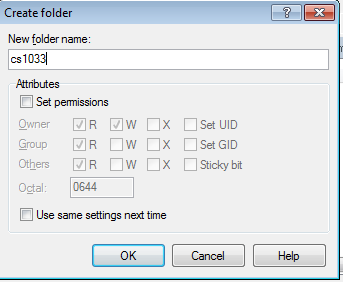 Create folder
New folder name:
cs1033
Attributes
Set permissions
Owner R W X Set UID
Group R W X Set GID
Others R W X Sticky bit
Octal: 0644
Use same settings next time
OK Cancel Help